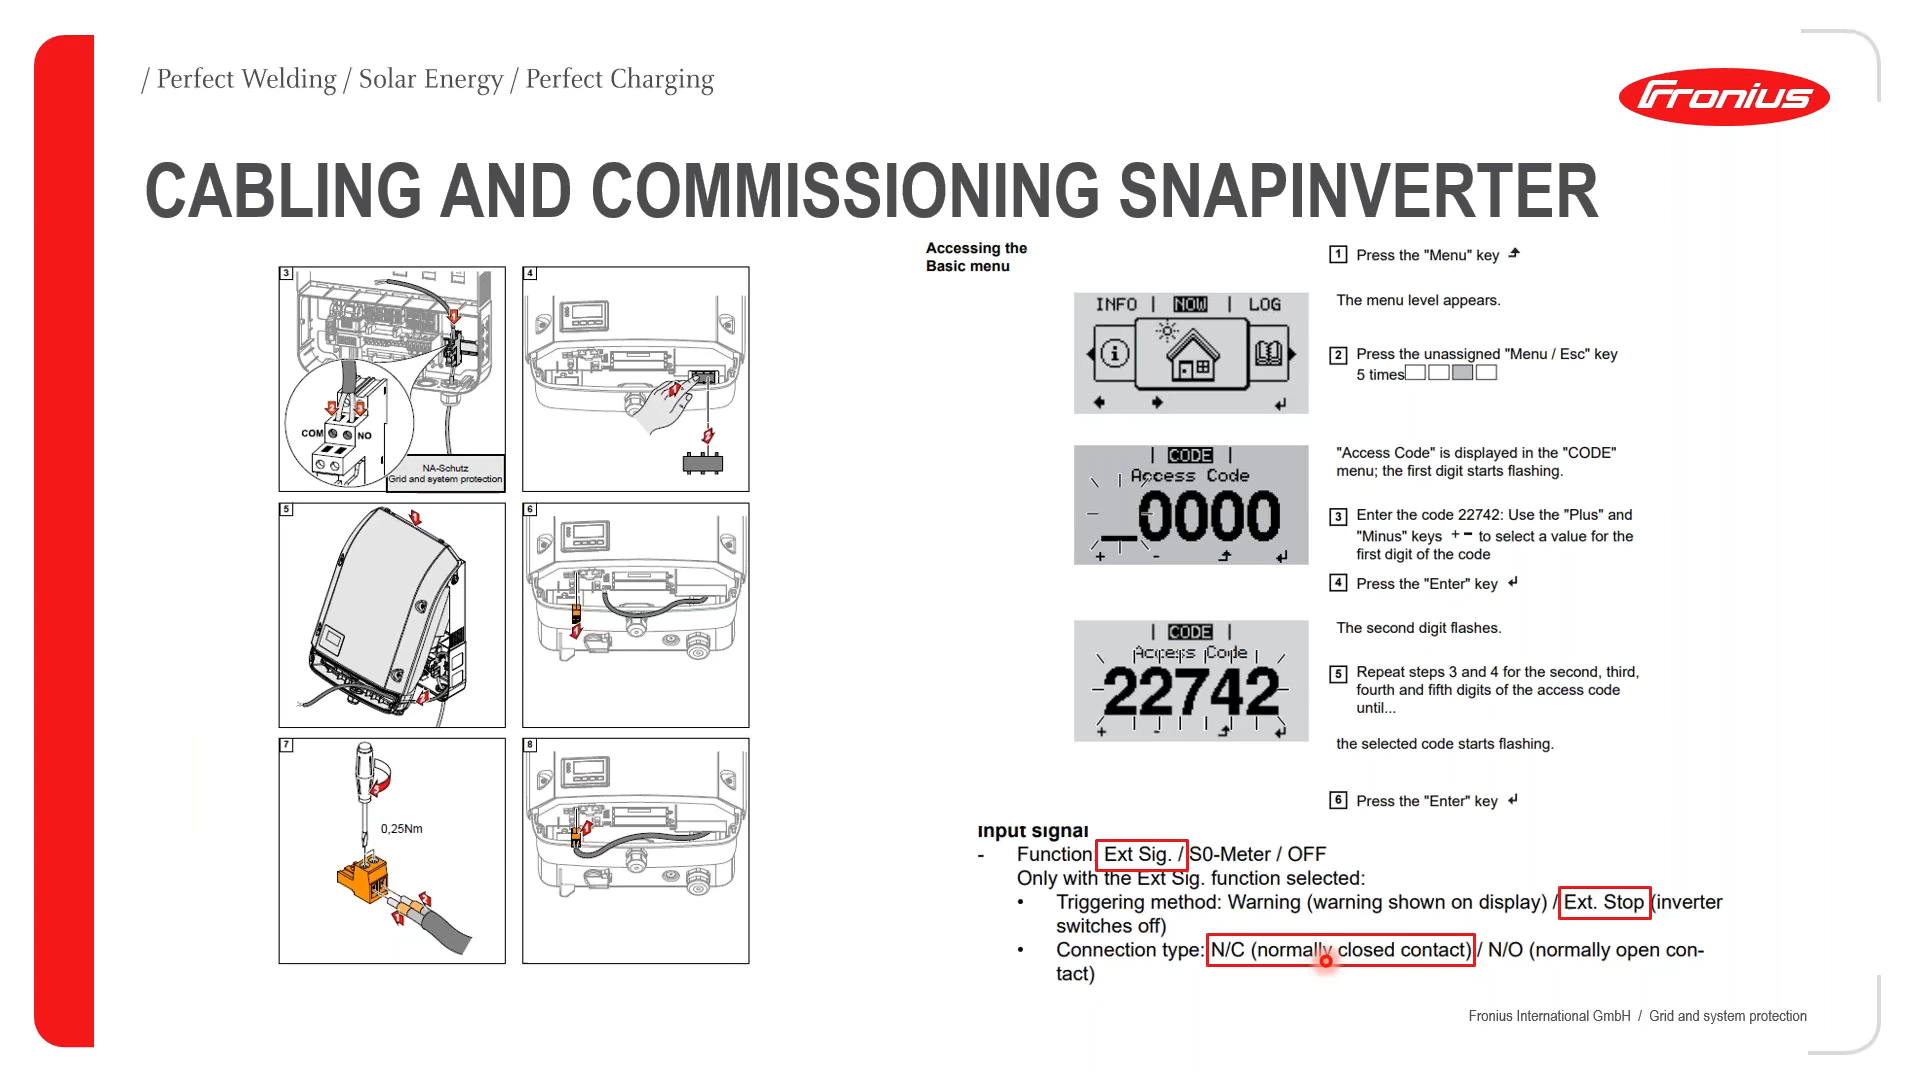 / Perfect Welding / Solar Energy / Perfect Charging
Fronius
CABLING AND COMMISSIONING SNAPINVERTER
3
COM
NO
NA-Schutz
Grid and system protection
4
5
6
7
0,25Nm
8
Accessing the
Basic menu
INFO | NOW | LOG
| CODE |
Access Code
0000
+ -
| CODE |
Access Code
22742
+ -
1 Press the "Menu" key
The menu level appears.
2 Press the unassigned "Menu / Esc" key
5 times
"Access Code" is displayed in the "CODE"
menu; the first digit starts flashing.
3 Enter the code 22742: Use the "Plus" and
"Minus" keys + - to select a value for the
first digit of the code
4 Press the "Enter" key
The second digit flashes.
5 Repeat steps 3 and 4 for the second, third,
fourth and fifth digits of the access code
until...
the selected code starts flashing.
6 Press the "Enter" key
Input signal
- Function: Ext Sig. / S0-Meter / OFF
Only with the Ext Sig. function selected:
• Triggering method: Warning (warning shown on display) / Ext. Stop (inverter
switches off)
• Connection type: N/C (normally closed contact) / N/O (normally open con-
tact)
Fronius International GmbH / Grid and system protection